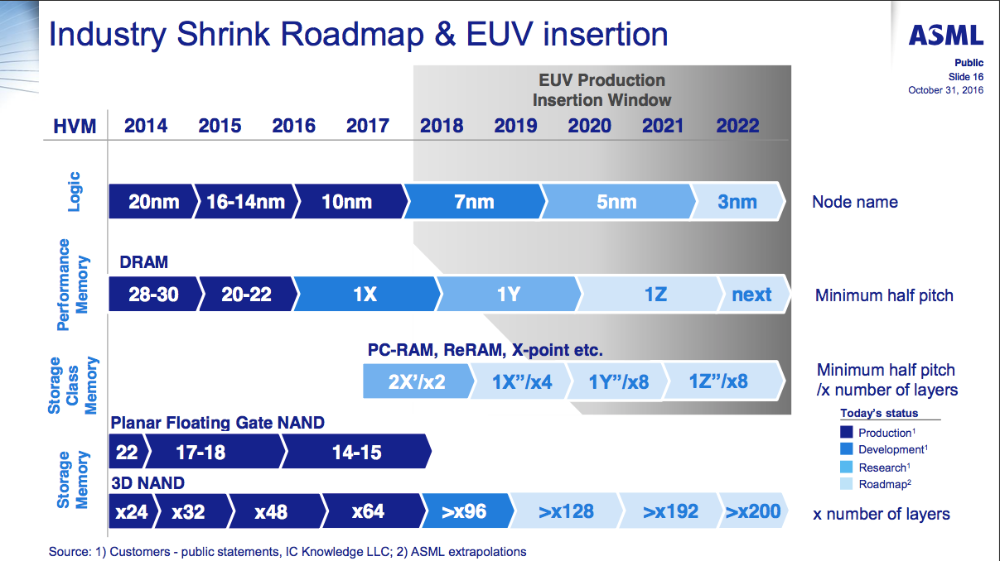 Industry Shrink Roadmap & EUV insertion
ASML
Public
Slide 16
October 31, 2016
EUV Production
Insertion Window
HVM 2014 2015 2016 2017 2018 2019 2020 2021 2022
Logic
20nm 16-14nm 10nm 7nm 5nm 3nm
Node name
Performance
Memory
DRAM
28-30 20-22 1X 1Y 1Z next
Minimum half pitch
Storage
Class
Memory
PC-RAM, ReRAM, X-point etc.
2X’/x2 1X”/x4 1Y”/x8 1Z”/x8
Minimum half pitch
/x number of layers
Today’s status
Production¹
Development¹
Research¹
Roadmap²
Storage
Memory
Planar Floating Gate NAND
22 17-18 14-15
3D NAND
x24 x32 x48 x64 >x96 >x128 >x192 >x200
x number of layers
Source: 1) Customers - public statements, IC Knowledge LLC; 2) ASML extrapolations